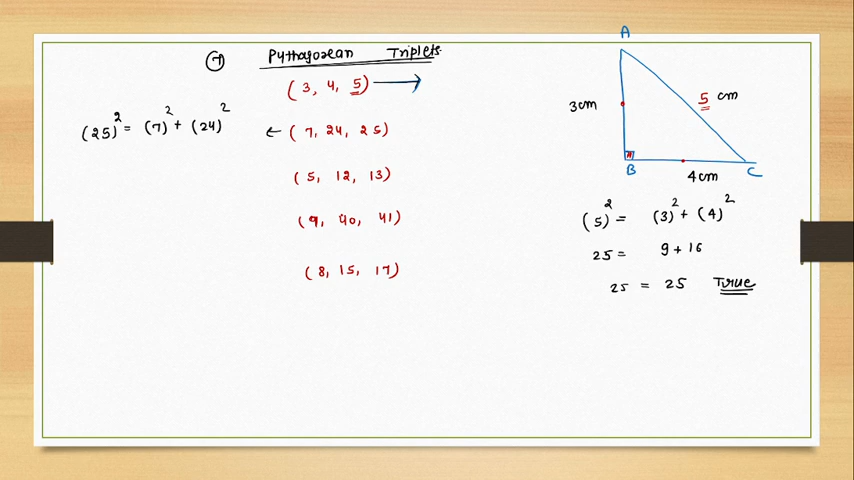 7 Pythagorean Triplets
(3, 4, 5)
(25)² = (7)² + (24)² ← (7, 24, 25)
(5, 12, 13)
(9, 40, 41)
(8, 15, 17)
A
3cm
5 cm
B
4cm
C
(5)² = (3)² + (4)²
25 = 9 + 16
25 = 25 True